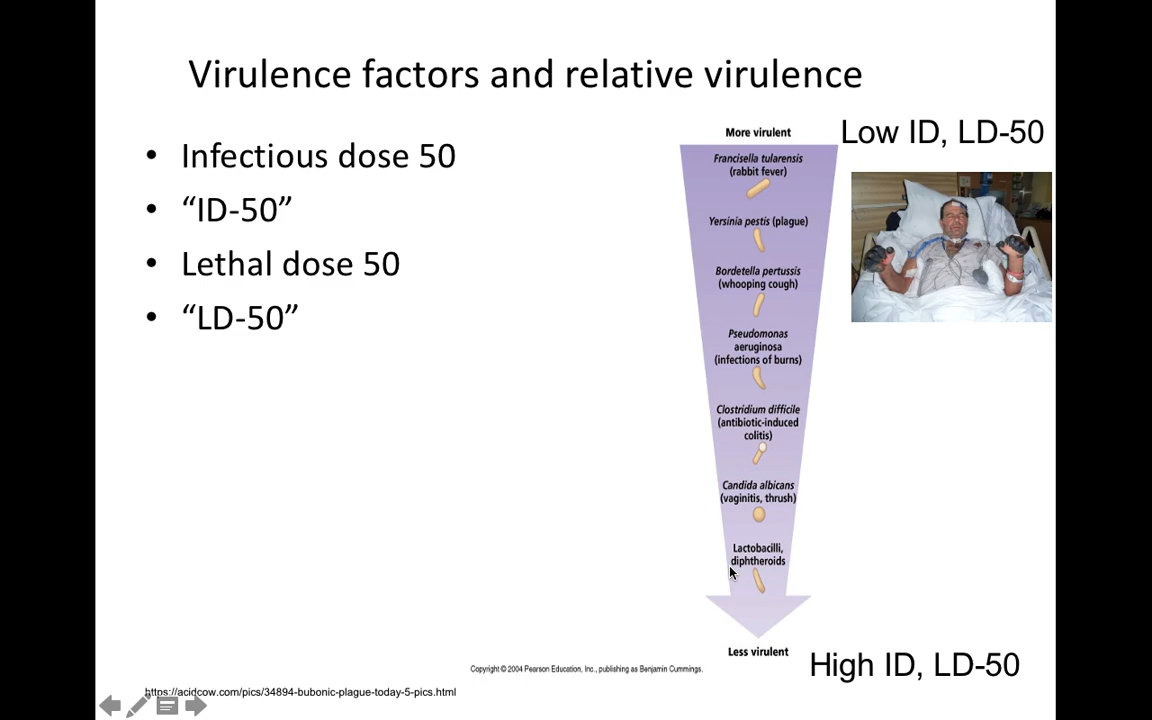 Virulence factors and relative virulence
• Infectious dose 50
• “ID-50”
• Lethal dose 50
• “LD-50”
More virulent
Low ID, LD-50
Francisella tularensis
(rabbit fever)
Yersinia pestis (plague)
Bordetella pertussis
(whooping cough)
Pseudomonas
aeruginosa
(infections of burns)
Clostridium difficile
(antibiotic-induced
colitis)
Candida albicans
(vaginitis, thrush)
Lactobacilli,
diphtheroids
Less virulent
High ID, LD-50
Copyright © 2004 Pearson Education, Inc., publishing as Benjamin Cummings.
https://acidcow.com/pics/34894-bubonic-plague-today-5-pics.html